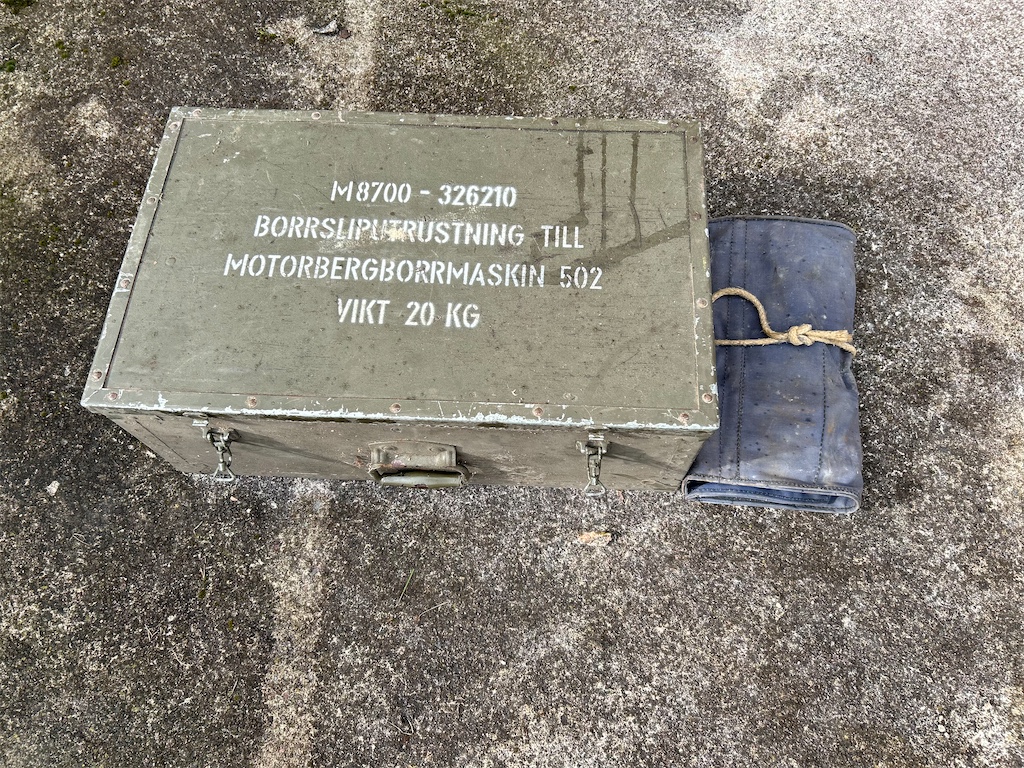 M8700 - 326210
BORRSLIPUTRUSTNING TILL
MOTORBERGBORRMASKIN 502
VIKT 20 KG